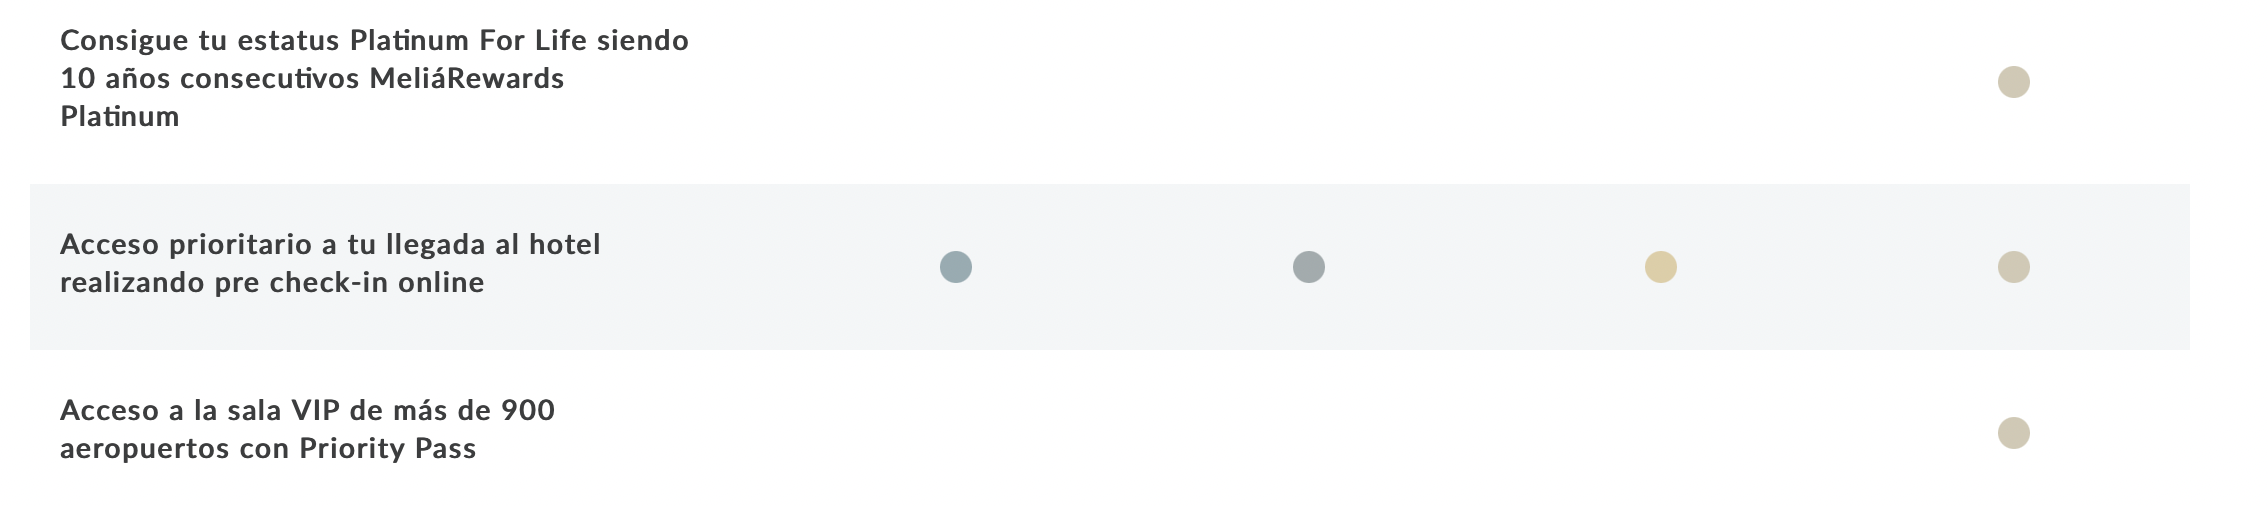 Consigue tu estatus Platinum For Life siendo
10 años consecutivos MeliáRewards
Platinum
Acceso prioritario a tu llegada al hotel
realizando pre check-in online
Acceso a la sala VIP de más de 900
aeropuertos con Priority Pass